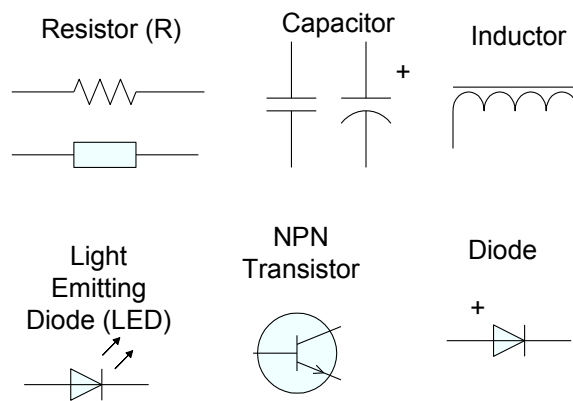 Resistor (R)
Capacitor
+
Inductor
Light
Emitting
Diode (LED)
NPN
Transistor
Diode
+